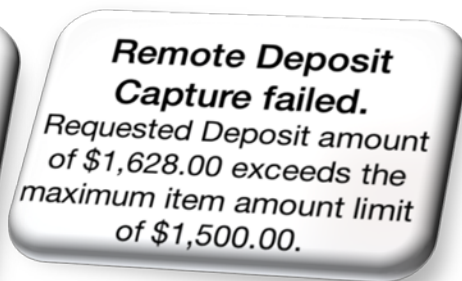 Remote Deposit
Capture failed.
Requested Deposit amount
of $1,628.00 exceeds the
maximum item amount limit
of $1,500.00.